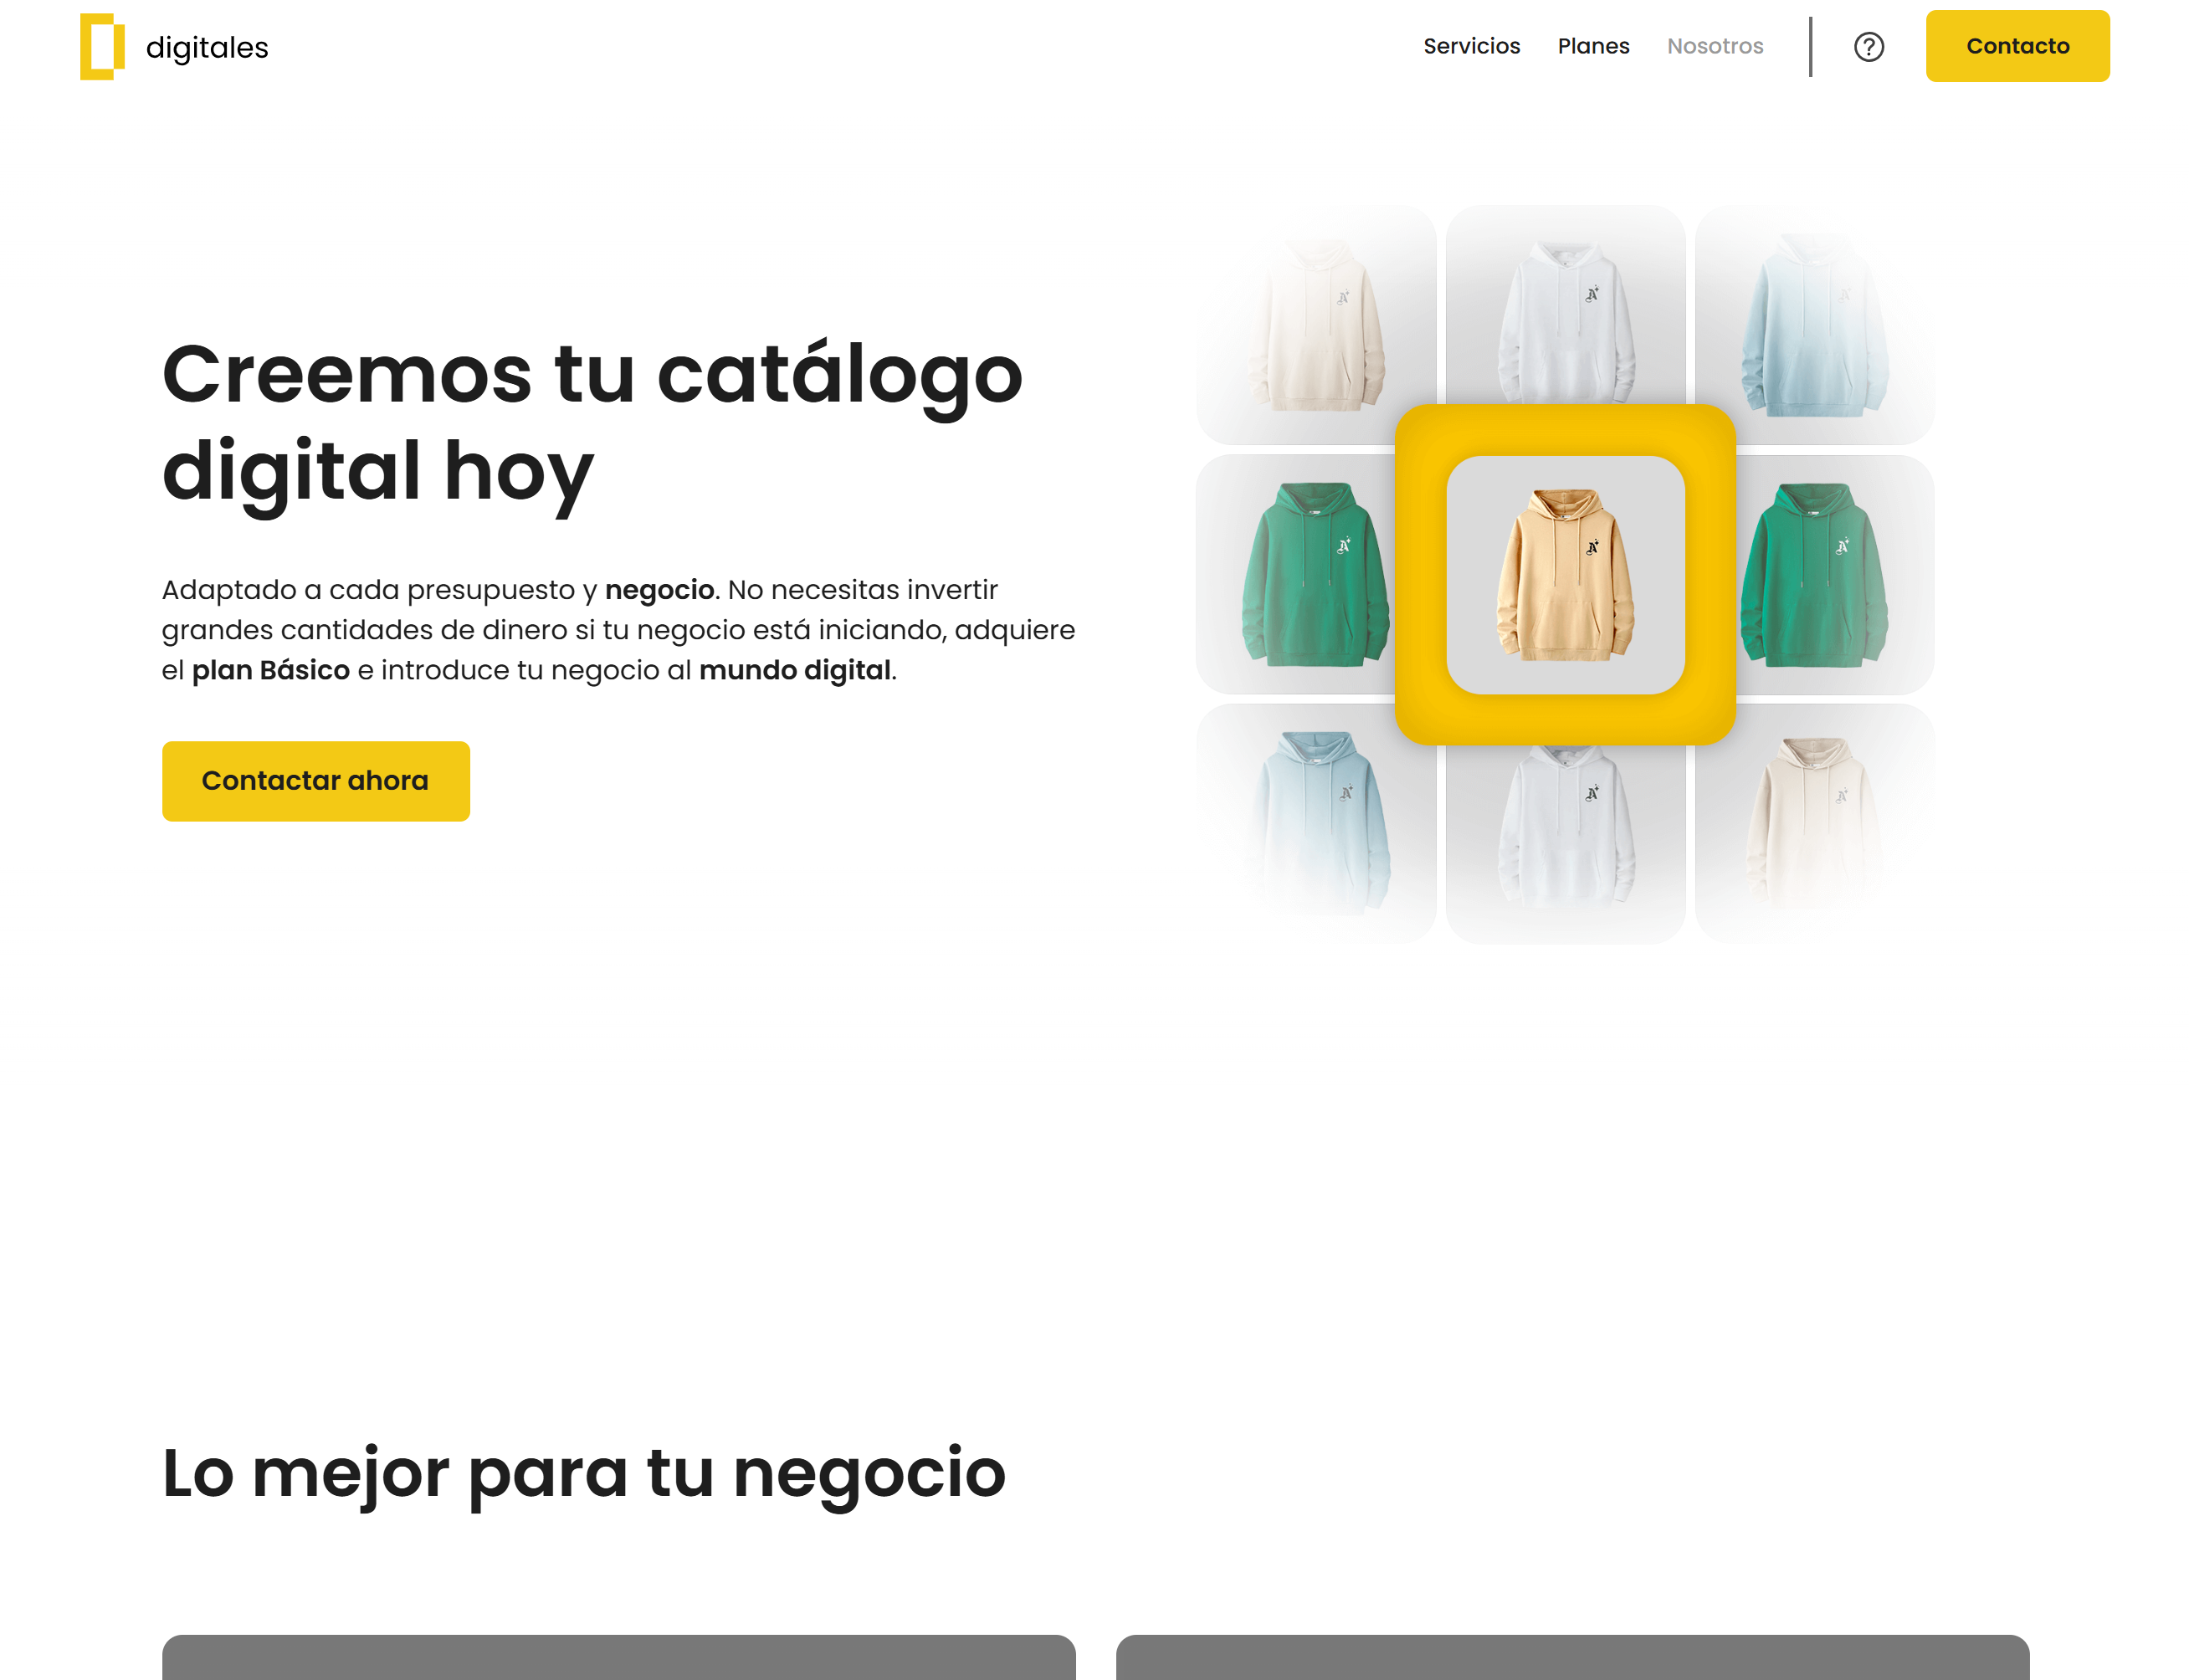 digitales
Servicios
Planes
Nosotros
Contacto
Creemos tu catálogo
digital hoy
Adaptado a cada presupuesto y negocio. No necesitas invertir
grandes cantidades de dinero si tu negocio está iniciando, adquiere
el plan Básico e introduce tu negocio al mundo digital.
Contactar ahora
Lo mejor para tu negocio